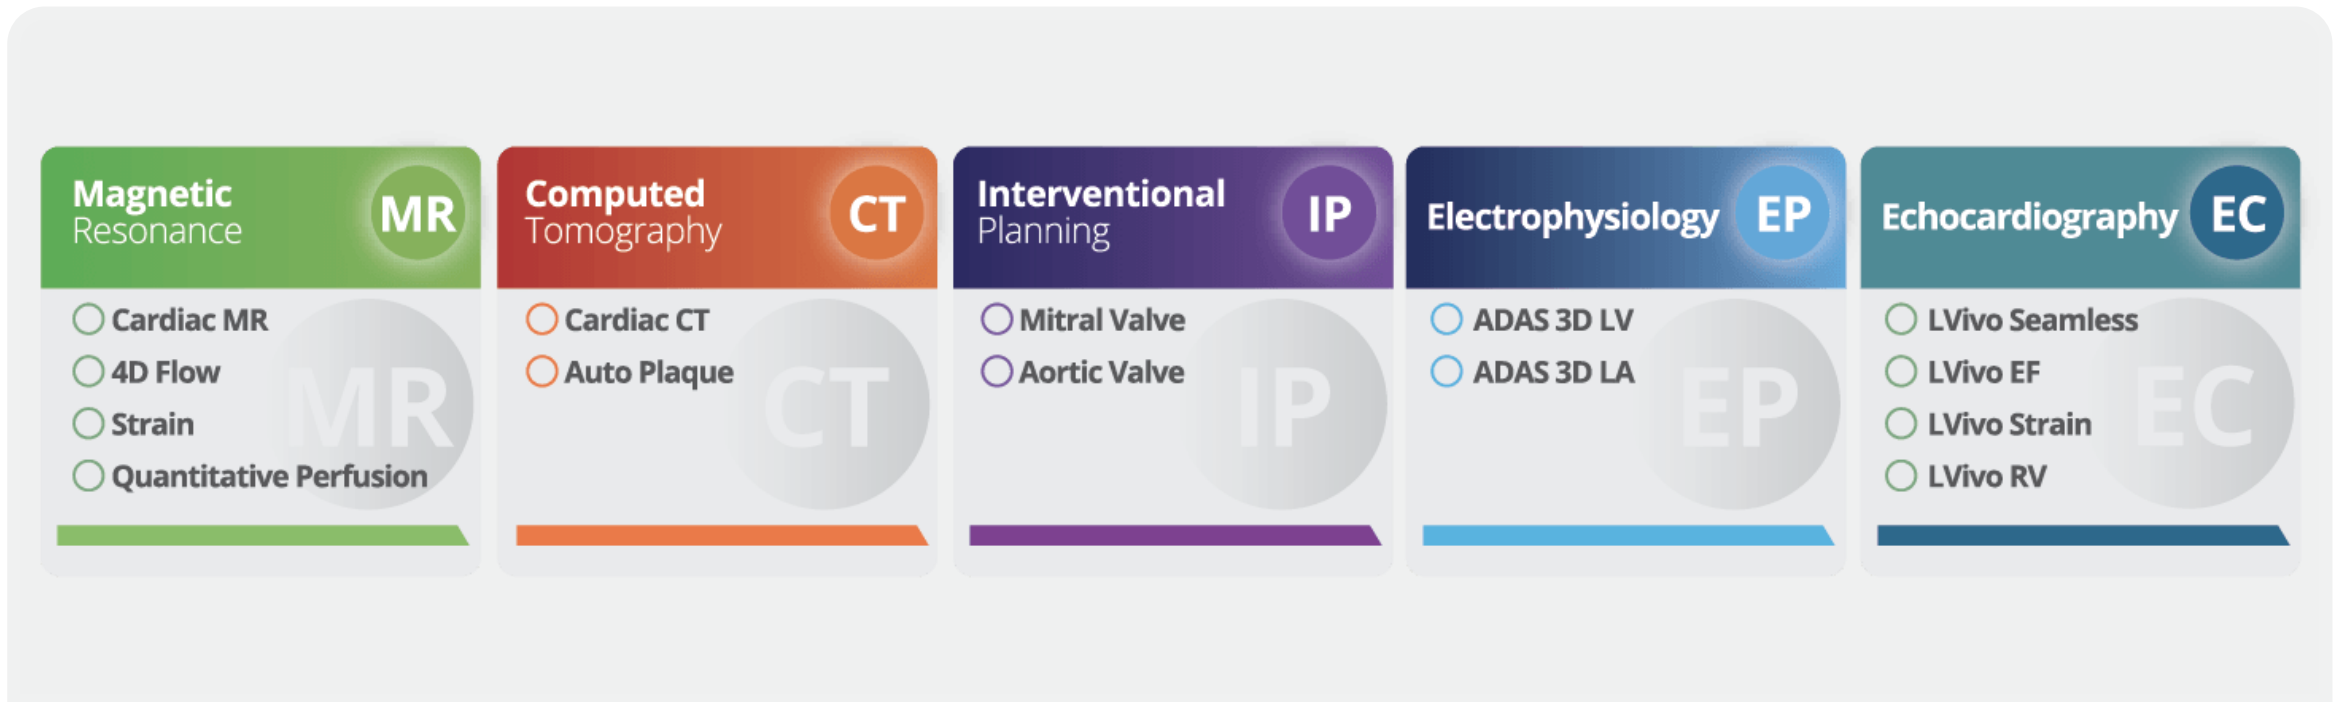 Magnetic
Resonance
MR
Cardiac MR
4D Flow
Strain
Quantitative Perfusion
MR
Computed
Tomography
CT
Cardiac CT
Auto Plaque
CT
Interventional
Planning
IP
Mitral Valve
Aortic Valve
IP
Electrophysiology
EP
ADAS 3D LV
ADAS 3D LA
EP
Echocardiography
EC
LVivo Seamless
LVivo EF
LVivo Strain
LVivo RV
EC